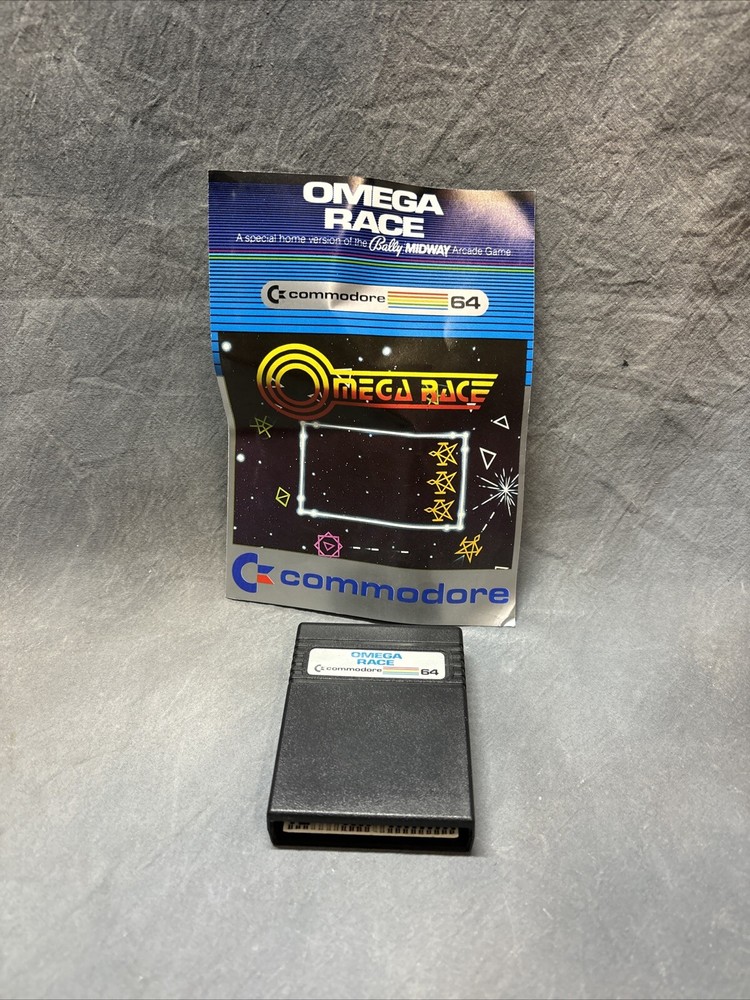 OMEGA
RACE
A special home version of the Bally MIDWAY Arcade Game
commodore 64
OMEGA RACE
commodore
OMEGA
RACE
commodore 64